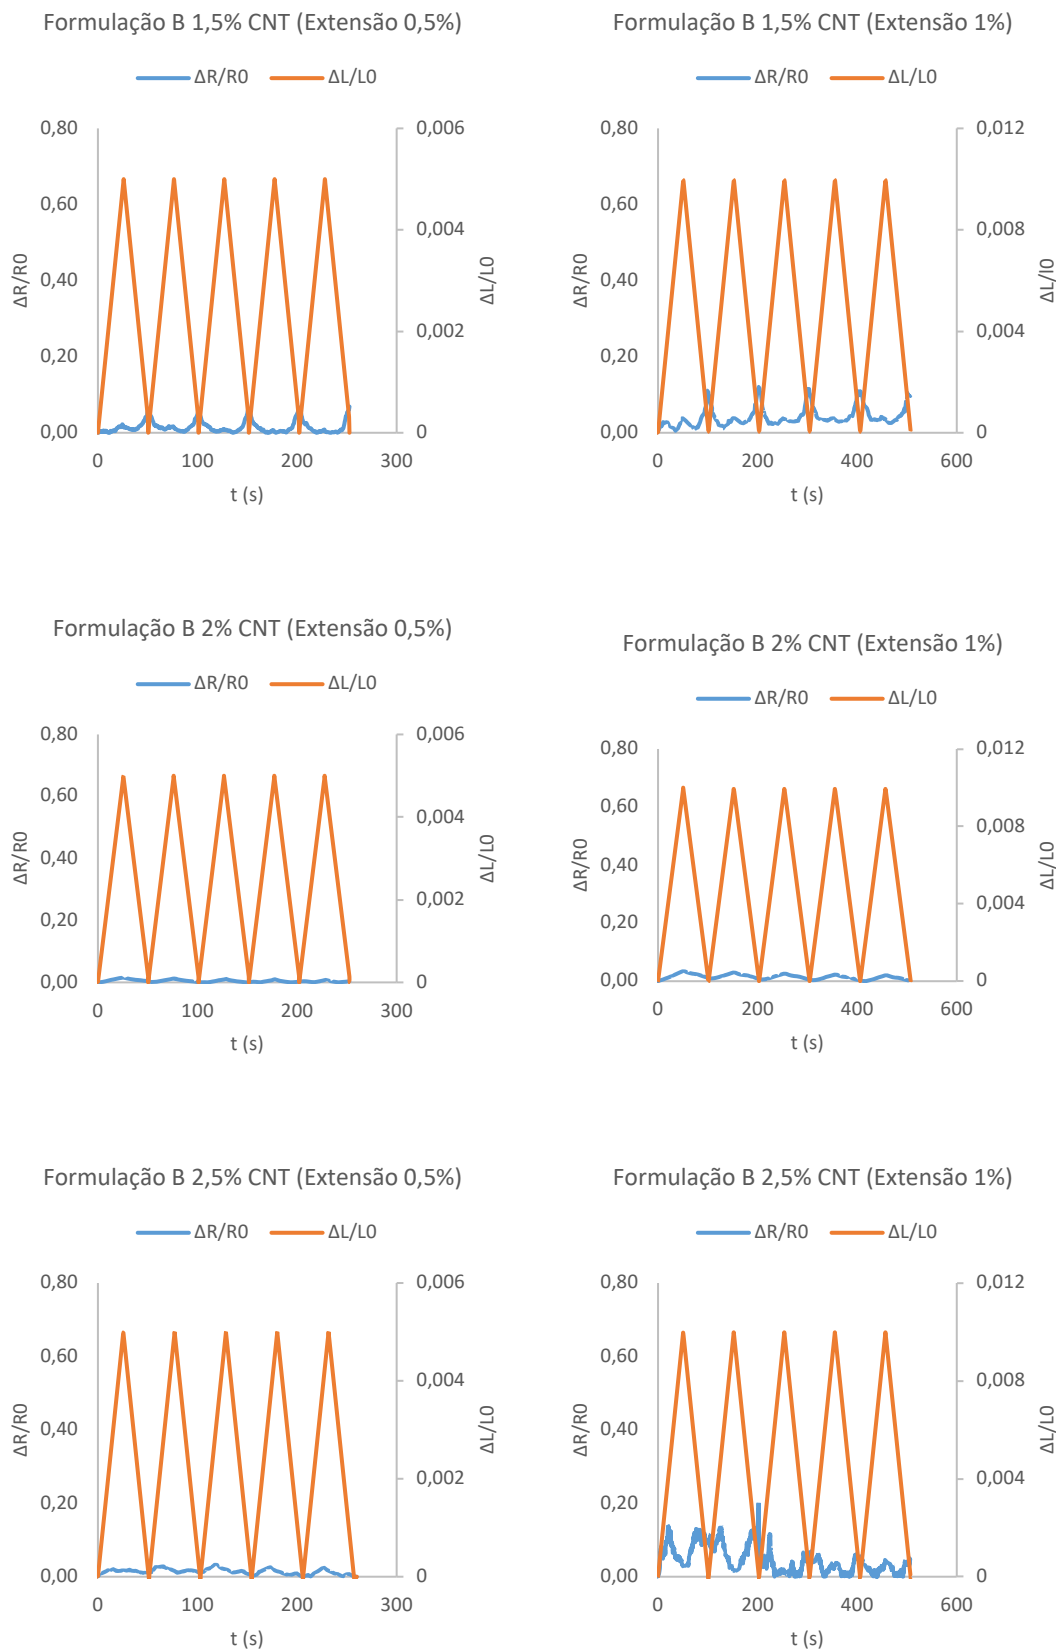 Formulação B 1,5% CNT (Extensão 0,5%)
ΔR/R0 ΔL/L0
0,80
0,60
0,40
0,20
0,00
ΔR/R0
0,006
0,004
0,002
0
ΔL/L0
0 100 200 300
t (s)
Formulação B 1,5% CNT (Extensão 1%)
ΔR/R0 ΔL/L0
0,80
0,60
0,40
0,20
0,00
ΔR/R0
0,012
0,008
0,004
0
ΔL/l0
0 200 400 600
t (s)
Formulação B 2% CNT (Extensão 0,5%)
ΔR/R0 ΔL/L0
0,80
0,60
0,40
0,20
0,00
ΔR/R0
0,006
0,004
0,002
0
ΔL/L0
0 100 200 300
t (s)
Formulação B 2% CNT (Extensão 1%)
ΔR/R0 ΔL/L0
0,80
0,60
0,40
0,20
0,00
ΔR/R0
0,012
0,008
0,004
0
ΔL/L0
0 200 400 600
t (s)
Formulação B 2,5% CNT (Extensão 0,5%)
ΔR/R0 ΔL/L0
0,80
0,60
0,40
0,20
0,00
ΔR/R0
0,006
0,004
0,002
0
ΔL/L0
0 100 200 300
t (s)
Formulação B 2,5% CNT (Extensão 1%)
ΔR/R0 ΔL/L0
0,80
0,60
0,40
0,20
0,00
ΔR/R0
0,012
0,008
0,004
0
ΔL/L0
0 200 400 600
t (s)